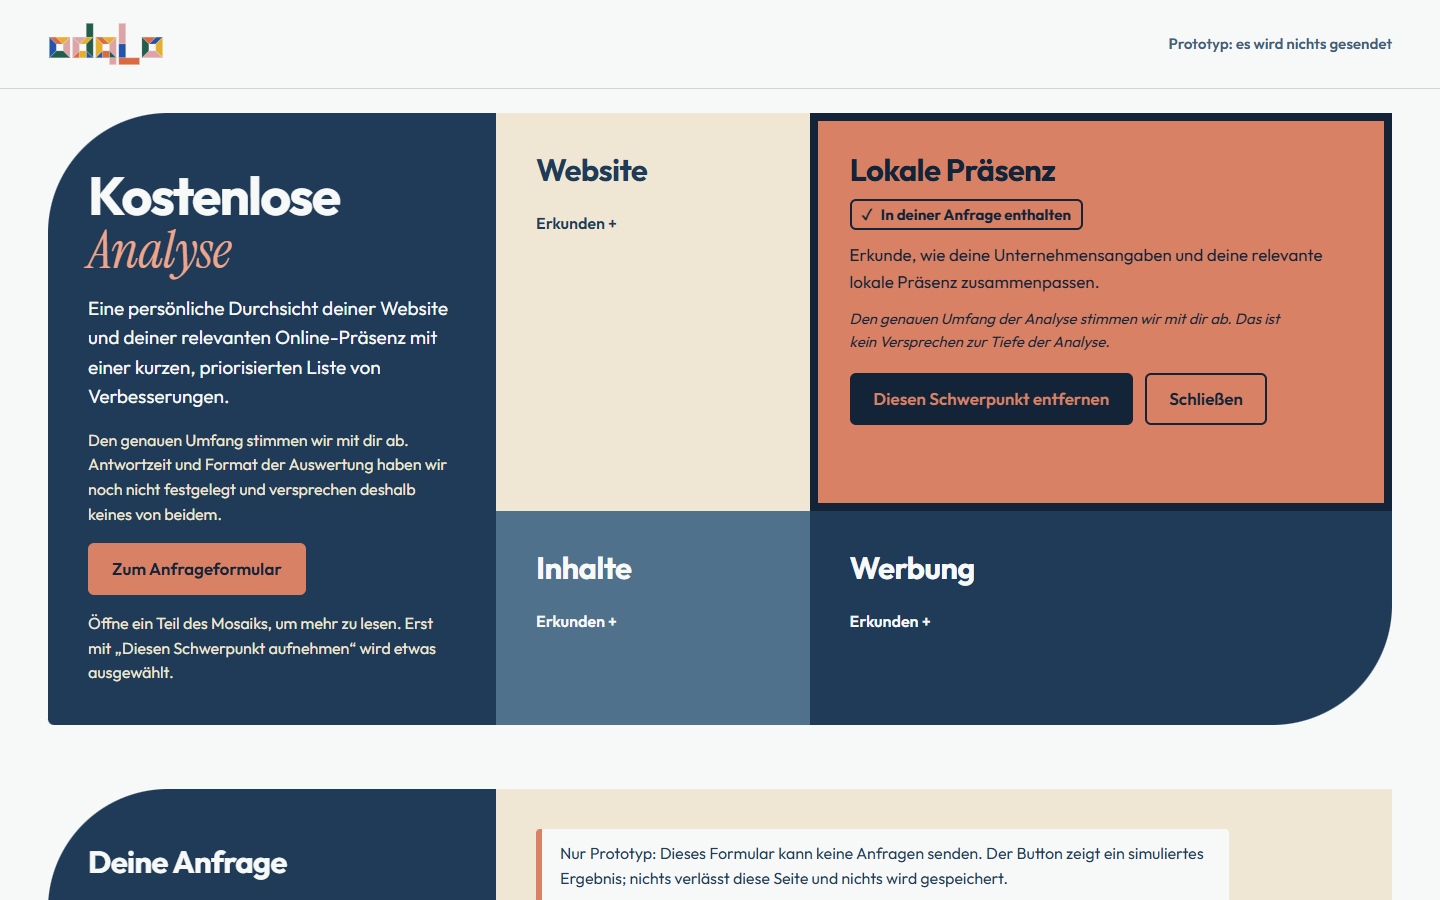 odaLo
Prototyp: es wird nichts gesendet
Kostenlose
Analyse
Eine persönliche Durchsicht deiner Website
und deiner relevanten Online-Präsenz mit
einer kurzen, priorisierten Liste von
Verbesserungen.
Den genauen Umfang stimmen wir mit dir ab.
Antwortzeit und Format der Auswertung haben wir
noch nicht festgelegt und versprechen deshalb
keines von beidem.
Zum Anfrageformular
Öffne ein Teil des Mosaiks, um mehr zu lesen. Erst
mit „Diesen Schwerpunkt aufnehmen“ wird etwas
ausgewählt.
Website
Erkunden +
Lokale Präsenz
✓ In deiner Anfrage enthalten
Erkunde, wie deine Unternehmensangaben und deine relevante
lokale Präsenz zusammenpassen.
Den genauen Umfang der Analyse stimmen wir mit dir ab. Das ist
kein Versprechen zur Tiefe der Analyse.
Diesen Schwerpunkt entfernen
Schließen
Inhalte
Erkunden +
Werbung
Erkunden +
Deine Anfrage
Nur Prototyp: Dieses Formular kann keine Anfragen senden. Der Button zeigt ein simuliertes
Ergebnis; nichts verlässt diese Seite und nichts wird gespeichert.